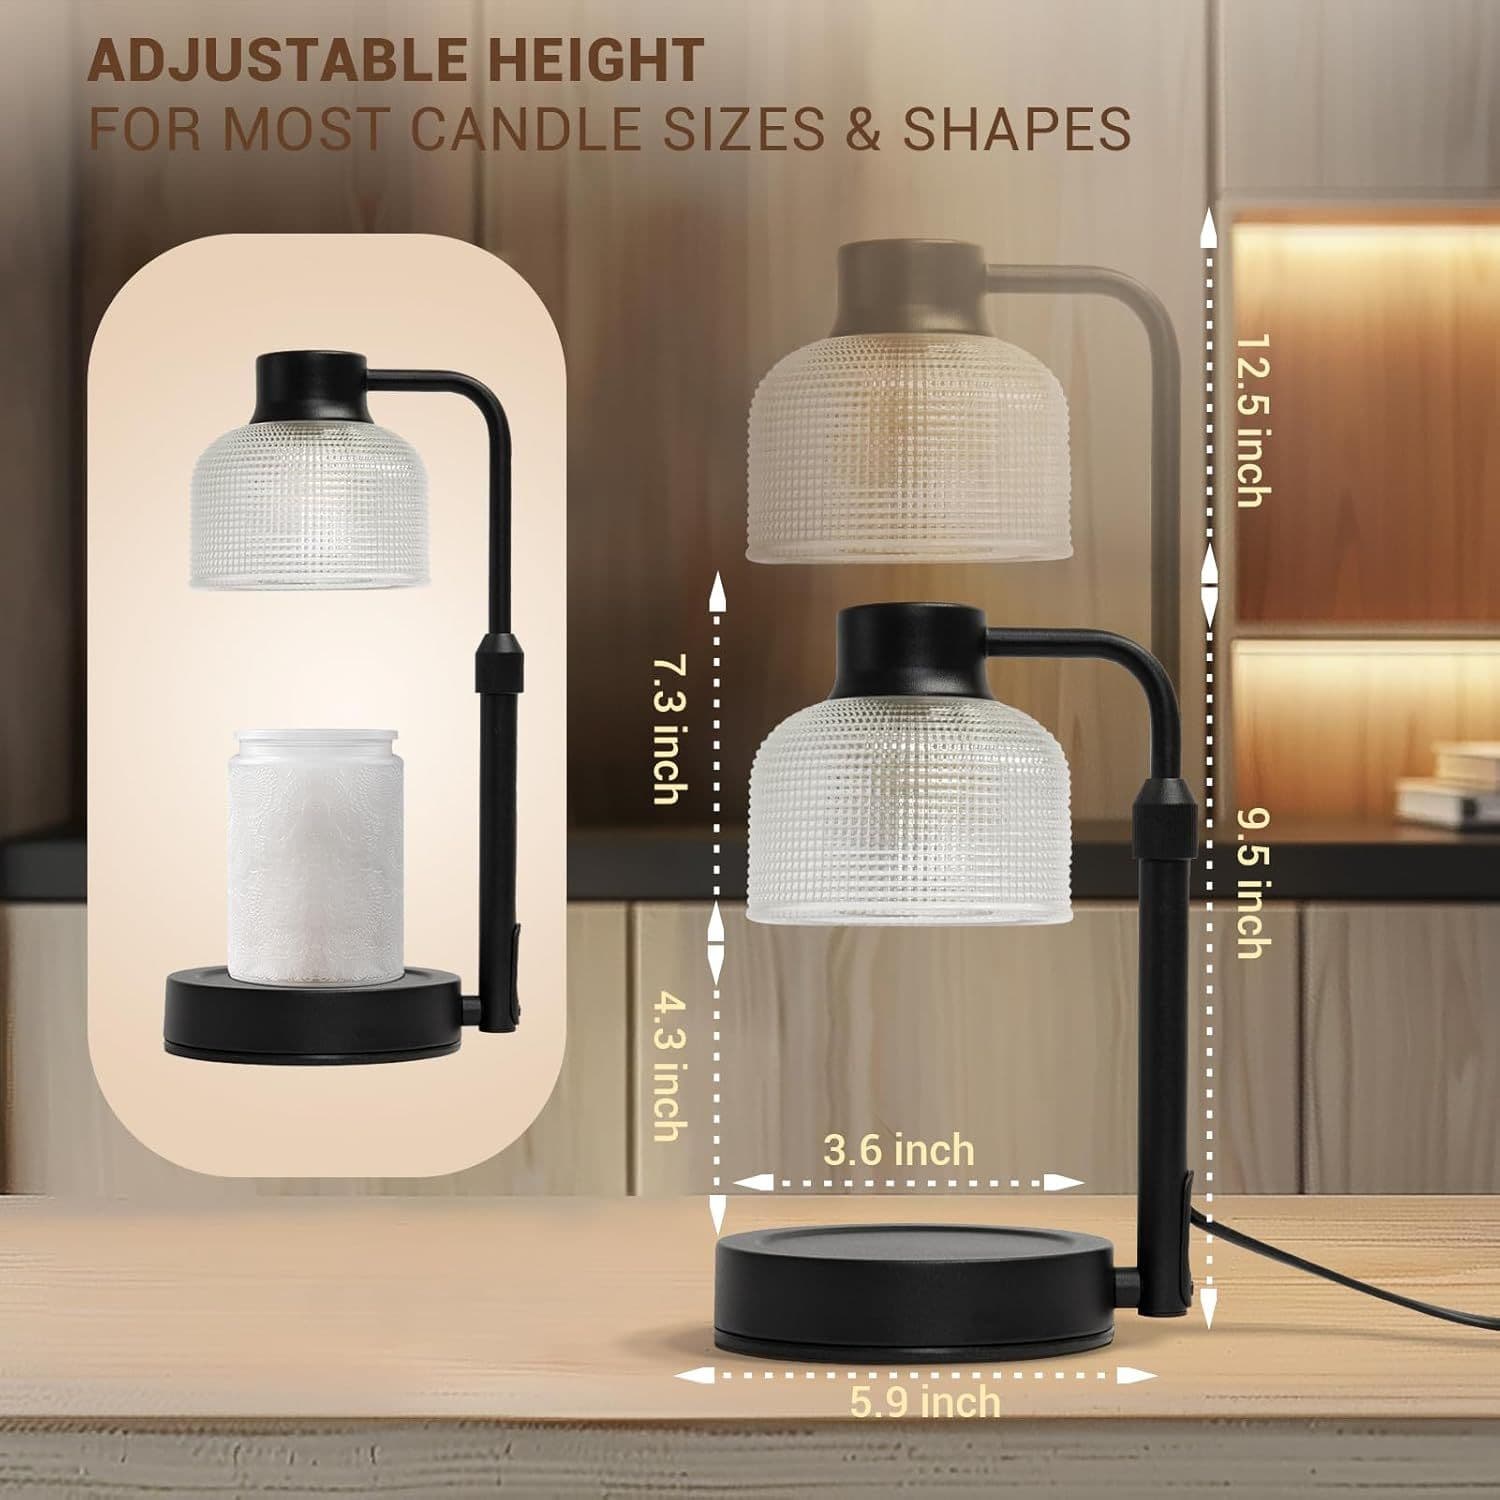 ADJUSTABLE HEIGHT
FOR MOST CANDLE SIZES & SHAPES
12.5 inch
7.3 inch
9.5 inch
4.3 inch
3.6 inch
5.9 inch